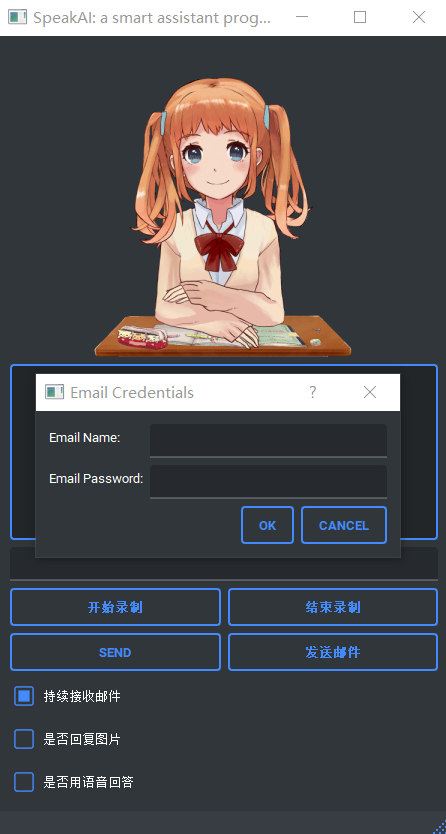 SpeakAI: a smart assistant prog...
Email Credentials
Email Name:
Email Password:
OK CANCEL
开始录制 结束录制
SEND 发送邮件
持续接收邮件
是否回复图片
是否用语音回答